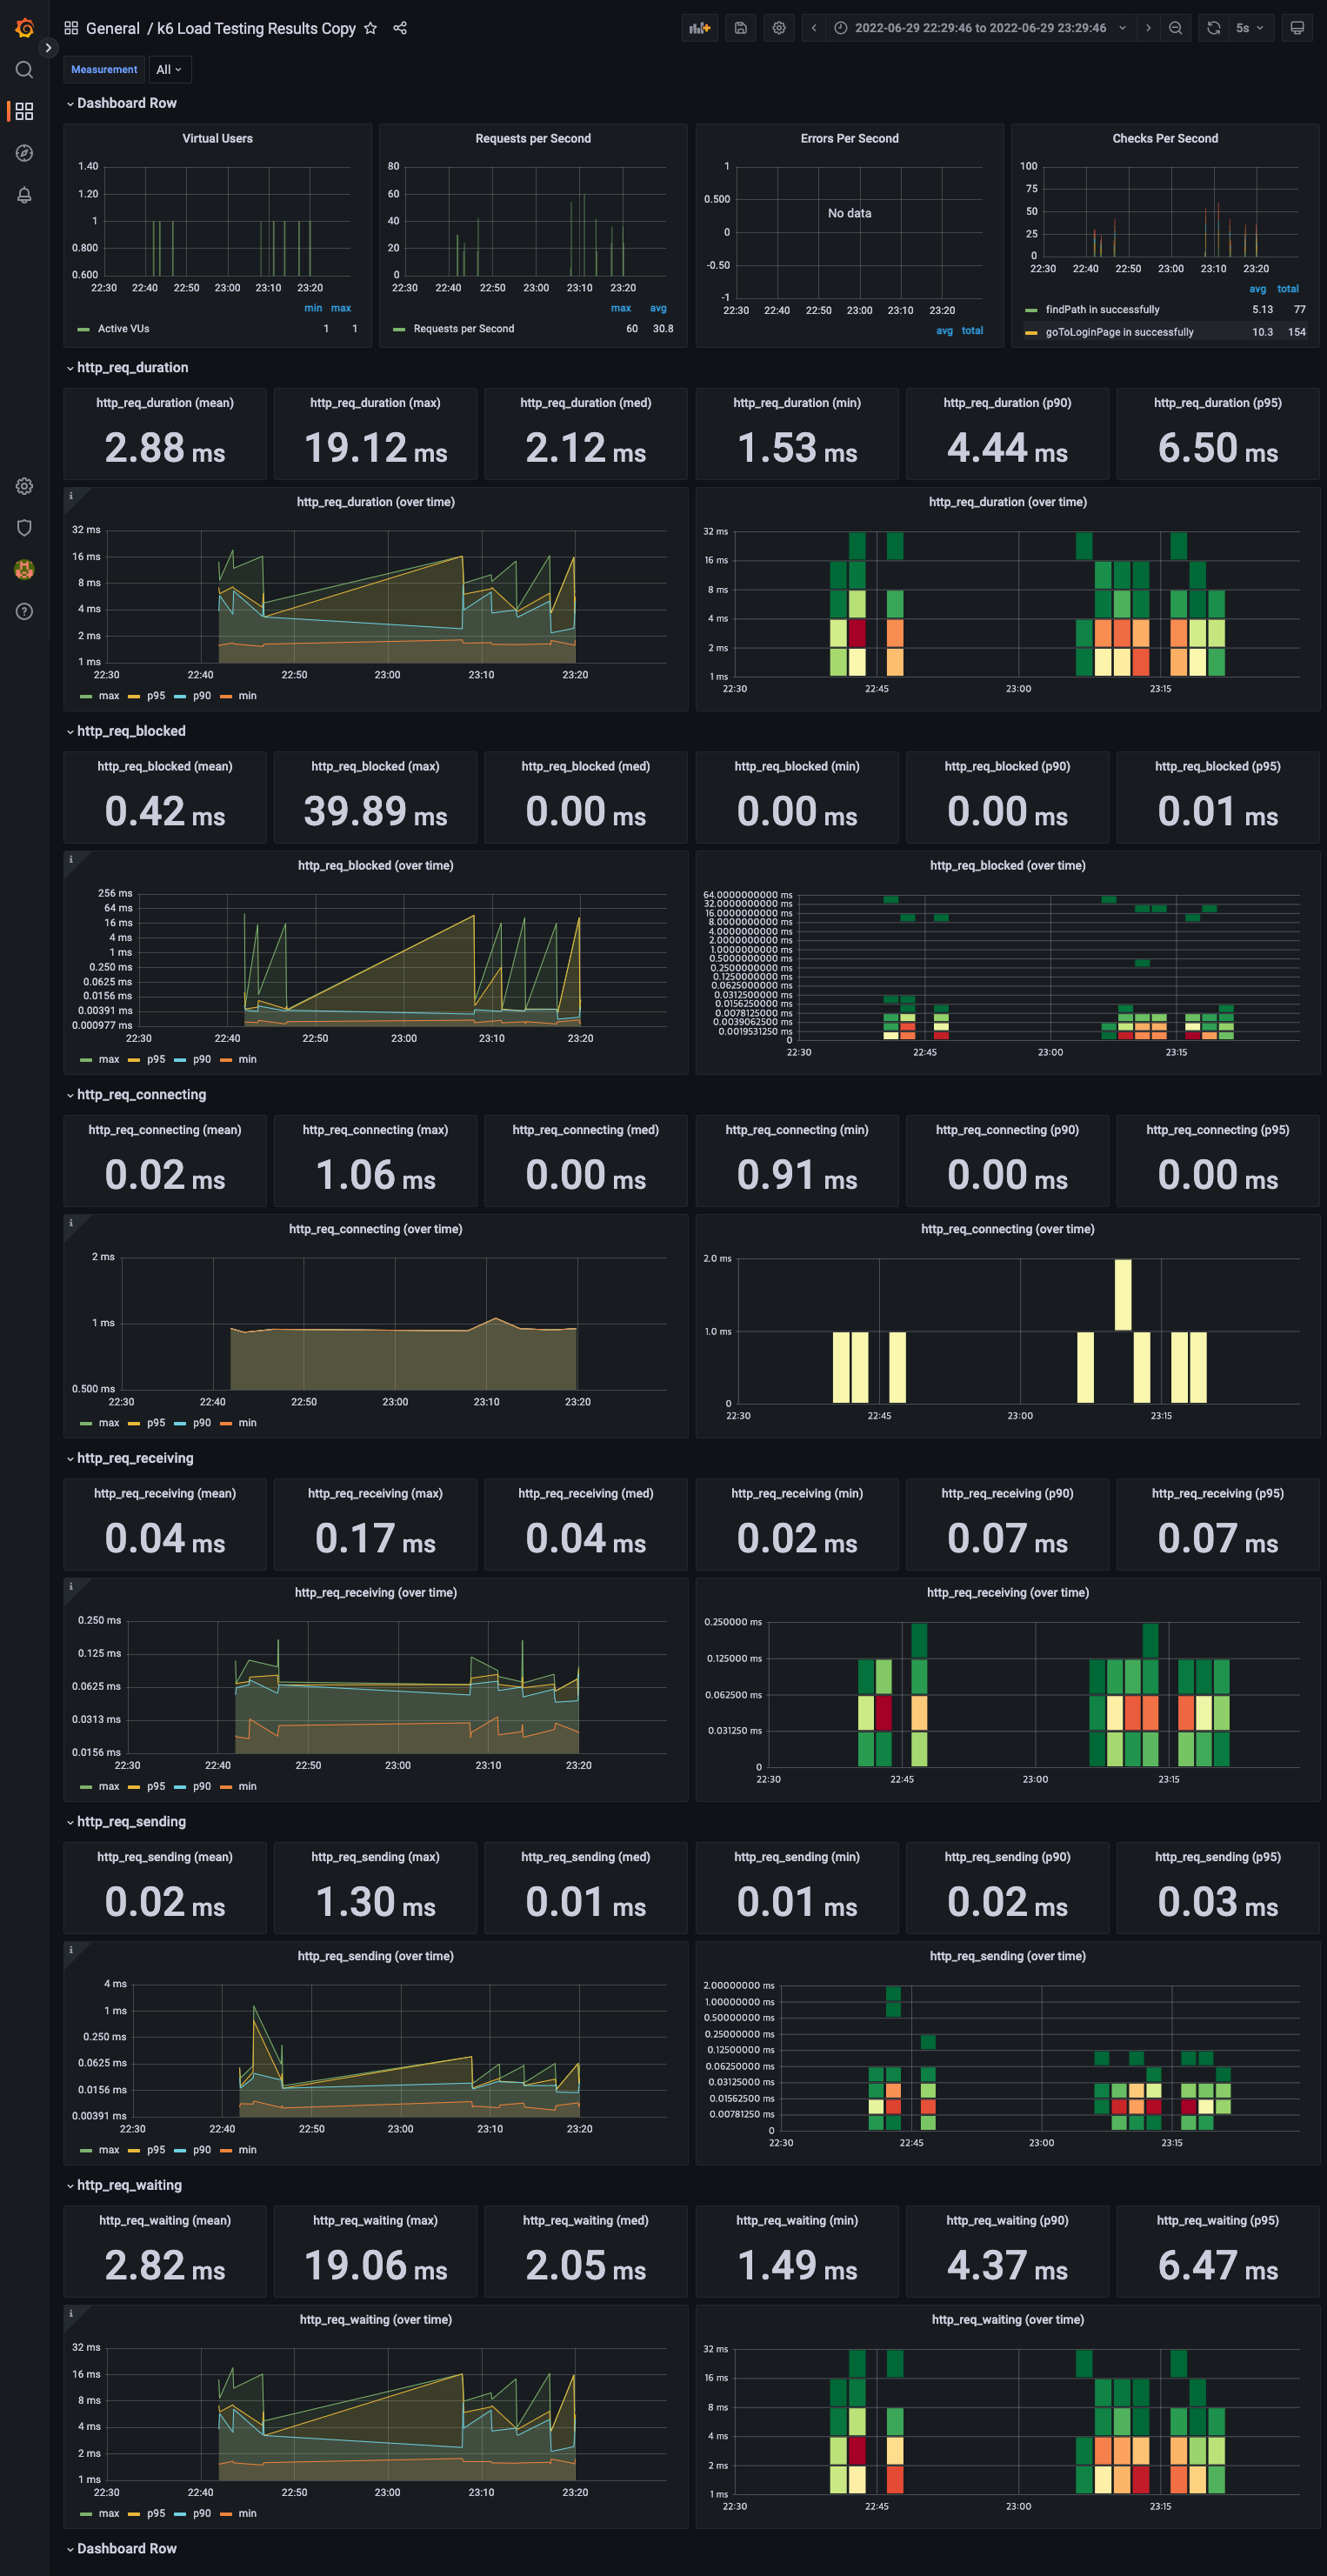 General / k6 Load Testing Results Copy
2022-06-29 22:29:46 to 2022-06-29 23:29:46
5s
Measurement
All
Dashboard Row
Virtual Users
1.40
1.20
1
0.800
0.600
22:30 22:40 22:50 23:00 23:10 23:20
min max
Active VUs 1 1
Requests per Second
80
60
40
20
0
22:30 22:40 22:50 23:00 23:10 23:20
max avg
Requests per Second 60 30.8
Errors Per Second
1
0.500
0
-0.50
-1
No data
22:30 22:40 22:50 23:00 23:10 23:20
avg total
Checks Per Second
100
75
50
25
0
22:30 22:40 22:50 23:00 23:10 23:20
avg total
findPath in successfully 5.13 77
goToLoginPage in successfully 10.3 154
http_req_duration
http_req_duration (mean)
2.88 ms
http_req_duration (max)
19.12 ms
http_req_duration (med)
2.12 ms
http_req_duration (min)
1.53 ms
http_req_duration (p90)
4.44 ms
http_req_duration (p95)
6.50 ms
http_req_duration (over time)
32 ms
16 ms
8 ms
4 ms
2 ms
1 ms
22:30 22:40 22:50 23:00 23:10 23:20
max p95 p90 min
http_req_duration (over time)
32 ms
16 ms
8 ms
4 ms
2 ms
1 ms
22:30 22:45 23:00 23:15
http_req_blocked
http_req_blocked (mean)
0.42 ms
http_req_blocked (max)
39.89 ms
http_req_blocked (med)
0.00 ms
http_req_blocked (min)
0.00 ms
http_req_blocked (p90)
0.00 ms
http_req_blocked (p95)
0.01 ms
http_req_blocked (over time)
256 ms
64 ms
16 ms
4 ms
1 ms
0.250 ms
0.0625 ms
0.0156 ms
0.00391 ms
0.000977 ms
22:30 22:40 22:50 23:00 23:10 23:20
max p95 p90 min
http_req_blocked (over time)
64.0000000000 ms
32.0000000000 ms
16.0000000000 ms
8.0000000000 ms
4.0000000000 ms
2.0000000000 ms
1.0000000000 ms
0.5000000000 ms
0.2500000000 ms
0.1250000000 ms
0.0625000000 ms
0.0312500000 ms
0.0156250000 ms
0.0078125000 ms
0.0039062500 ms
0.0019531250 ms
0
22:30 22:45 23:00 23:15
http_req_connecting
http_req_connecting (mean)
0.02 ms
http_req_connecting (max)
1.06 ms
http_req_connecting (med)
0.00 ms
http_req_connecting (min)
0.91 ms
http_req_connecting (p90)
0.00 ms
http_req_connecting (p95)
0.00 ms
http_req_connecting (over time)
2 ms
1 ms
0.500 ms
22:30 22:40 22:50 23:00 23:10 23:20
max p95 p90 min
http_req_connecting (over time)
2.0 ms
1.0 ms
0
22:30 22:45 23:00 23:15
http_req_receiving
http_req_receiving (mean)
0.04 ms
http_req_receiving (max)
0.17 ms
http_req_receiving (med)
0.04 ms
http_req_receiving (min)
0.02 ms
http_req_receiving (p90)
0.07 ms
http_req_receiving (p95)
0.07 ms
http_req_receiving (over time)
0.250 ms
0.125 ms
0.0625 ms
0.0313 ms
0.0156 ms
22:30 22:40 22:50 23:00 23:10 23:20
max p95 p90 min
http_req_receiving (over time)
0.250000 ms
0.125000 ms
0.062500 ms
0.031250 ms
0
22:30 22:45 23:00 23:15
http_req_sending
http_req_sending (mean)
0.02 ms
http_req_sending (max)
1.30 ms
http_req_sending (med)
0.01 ms
http_req_sending (min)
0.01 ms
http_req_sending (p90)
0.02 ms
http_req_sending (p95)
0.03 ms
http_req_sending (over time)
4 ms
1 ms
0.250 ms
0.0625 ms
0.0156 ms
0.00391 ms
22:30 22:40 22:50 23:00 23:10 23:20
max p95 p90 min
http_req_sending (over time)
2.00000000 ms
1.00000000 ms
0.50000000 ms
0.25000000 ms
0.12500000 ms
0.06250000 ms
0.03125000 ms
0.01562500 ms
0.00781250 ms
0
22:30 22:45 23:00 23:15
http_req_waiting
http_req_waiting (mean)
2.82 ms
http_req_waiting (max)
19.06 ms
http_req_waiting (med)
2.05 ms
http_req_waiting (min)
1.49 ms
http_req_waiting (p90)
4.37 ms
http_req_waiting (p95)
6.47 ms
http_req_waiting (over time)
32 ms
16 ms
8 ms
4 ms
2 ms
1 ms
22:30 22:40 22:50 23:00 23:10 23:20
max p95 p90 min
http_req_waiting (over time)
32 ms
16 ms
8 ms
4 ms
2 ms
1 ms
22:30 22:45 23:00 23:15
Dashboard Row